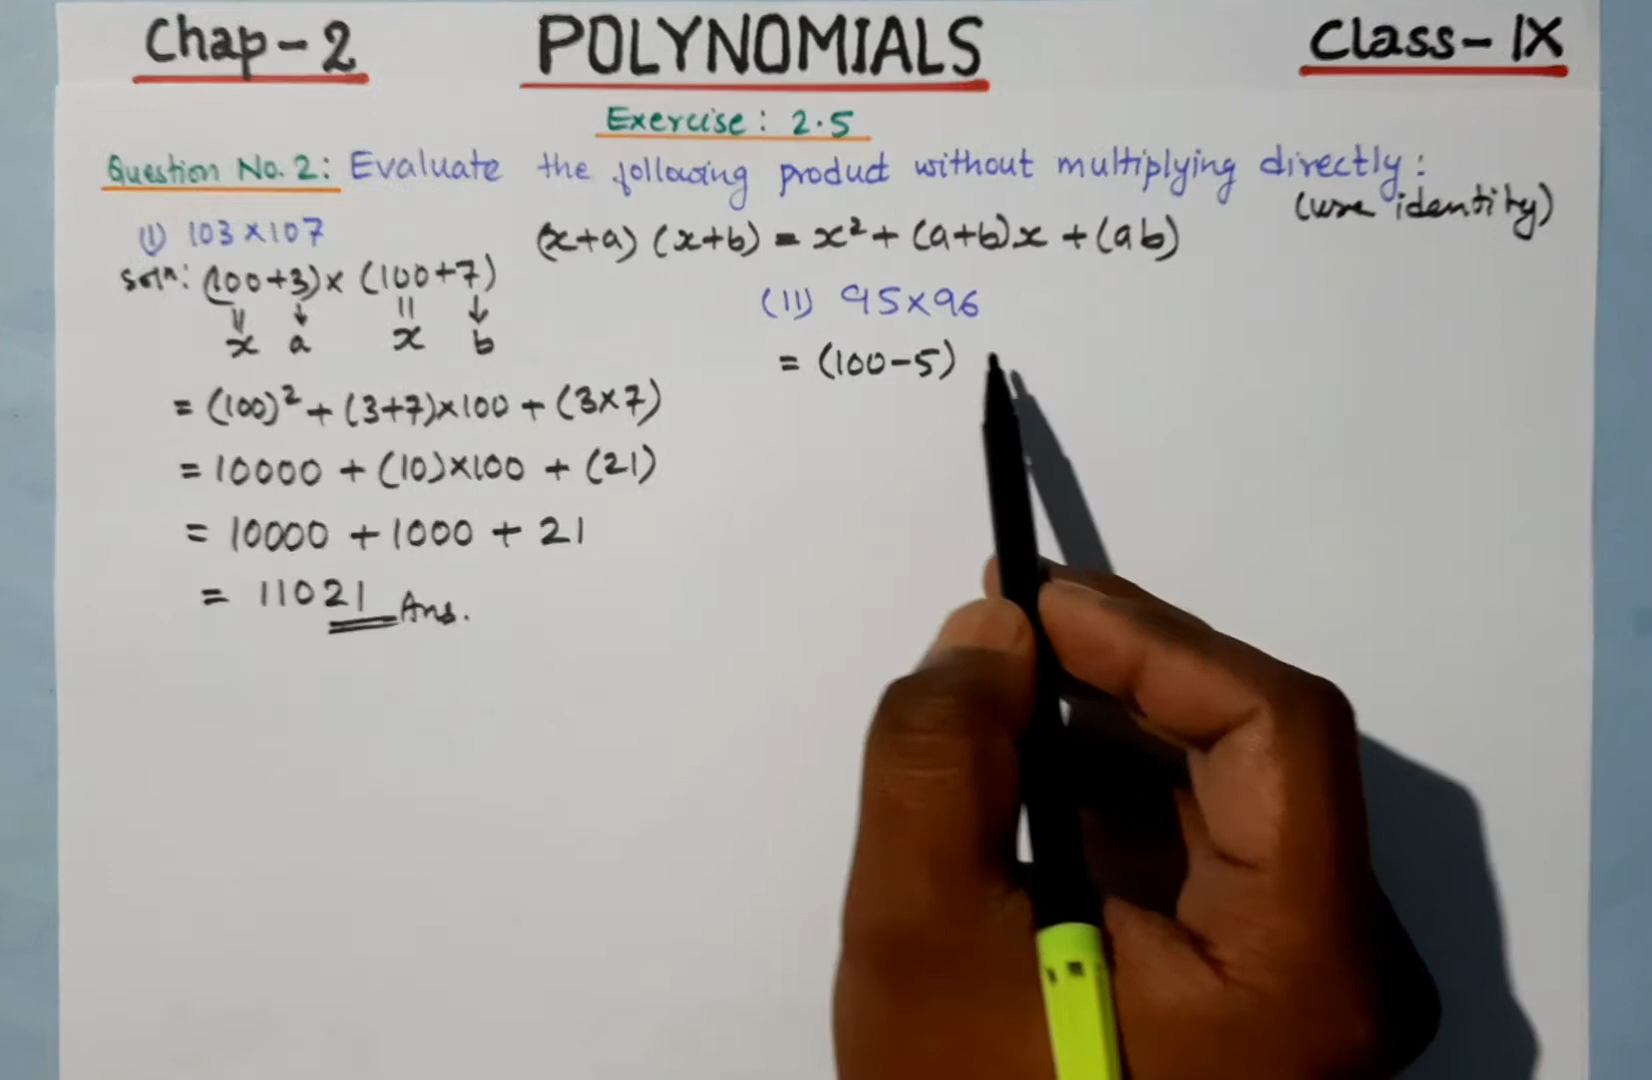 Chap-2 POLYNOMIALS Class-IX
Exercise: 2.5
Question No. 2: Evaluate the following product without multiplying directly:
(use identity)
(i) 103×107
(x+a) (x+b) = x² + (a+b)x + (ab)
Solⁿ: (100+3)× (100+7)
x a x b
= (100)² + (3+7)×100 + (3×7)
= 10000 + (10)×100 + (21)
= 10000 + 1000 + 21
= 11021 Ans.
(II) 95×96
= (100-5)